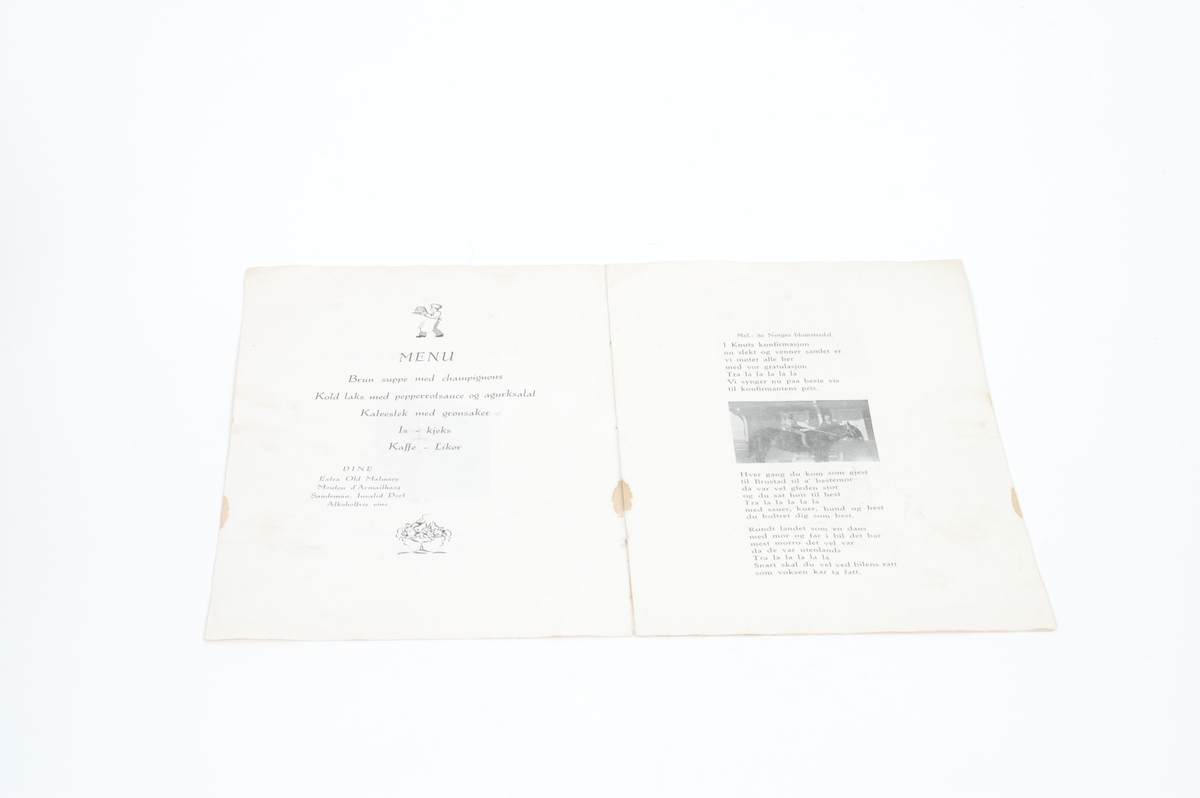 MENU
Brun suppe med champignons
Kold laks med pepperrotsauce og agurksalat
Kalvestek med grønsaker
Is - kjeks
Kaffe - Likør
DINE
Extra Old Malmsey
Mouton d'Armailhacq
Sandeman, Invalid Port
Alkoholfric vine
Mel.: Se Norges blomsterdal.
I Knuts konfirmasjon
nu slekt og venner samlet er
vi møter alle her
med vor gratulasjon
Tra la la la la la
Vi synger nu paa beste vis
til konfirmantens pris.
Hver gang du kom som gjest
til Brustad til a' bestemor
da var vel gleden stor
og du sat høit til hest
Tra la la la la la
med sauer, kuer, hund og hest
du boltret dig som best.
Rundt landet som en dans
med mor og far i bil det bar
mest morro det vel var
da de var utenlands
Tra la la la la la
Snart skal du vel ved bilens ratt
som voksen kar ta fatt.